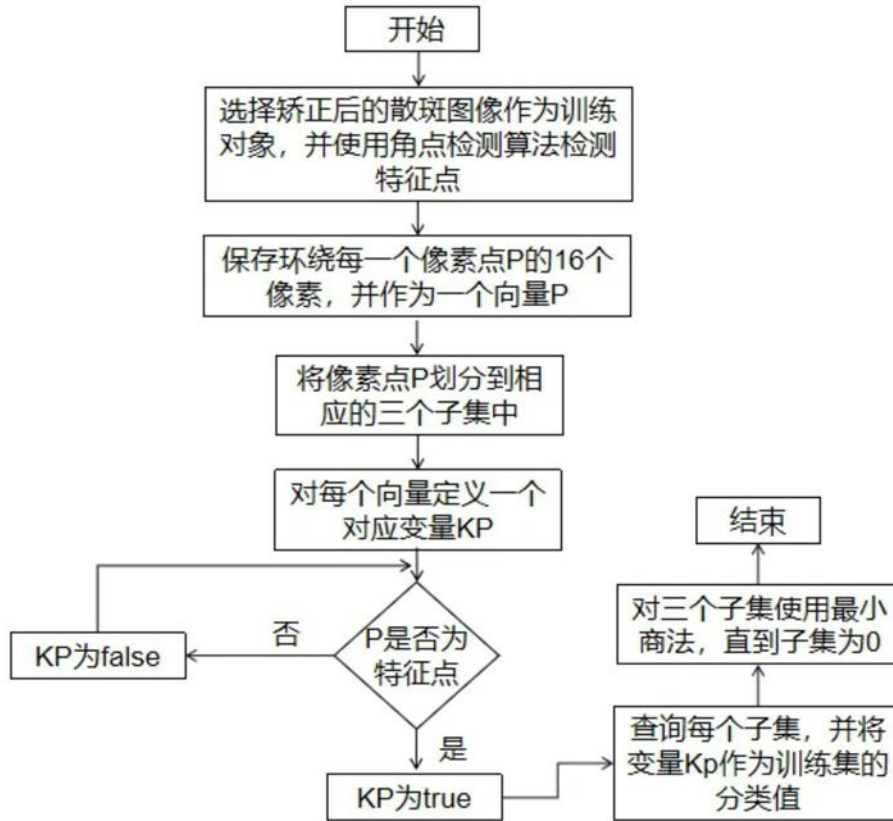 开始
选择矫正后的散斑图像作为训练
对象，并使用角点检测算法检测
特征点
保存环绕每一个像素点P的16个
像素，并作为一个向量P
将像素点P划分到相
应的三个子集中
对每个向量定义一个
对应变量KP
P是否为
特征点
否
KP为false
是
KP为true
查询每个子集，并将
变量Kp作为训练集的
分类值
对三个子集使用最小
商法，直到子集为0
结束